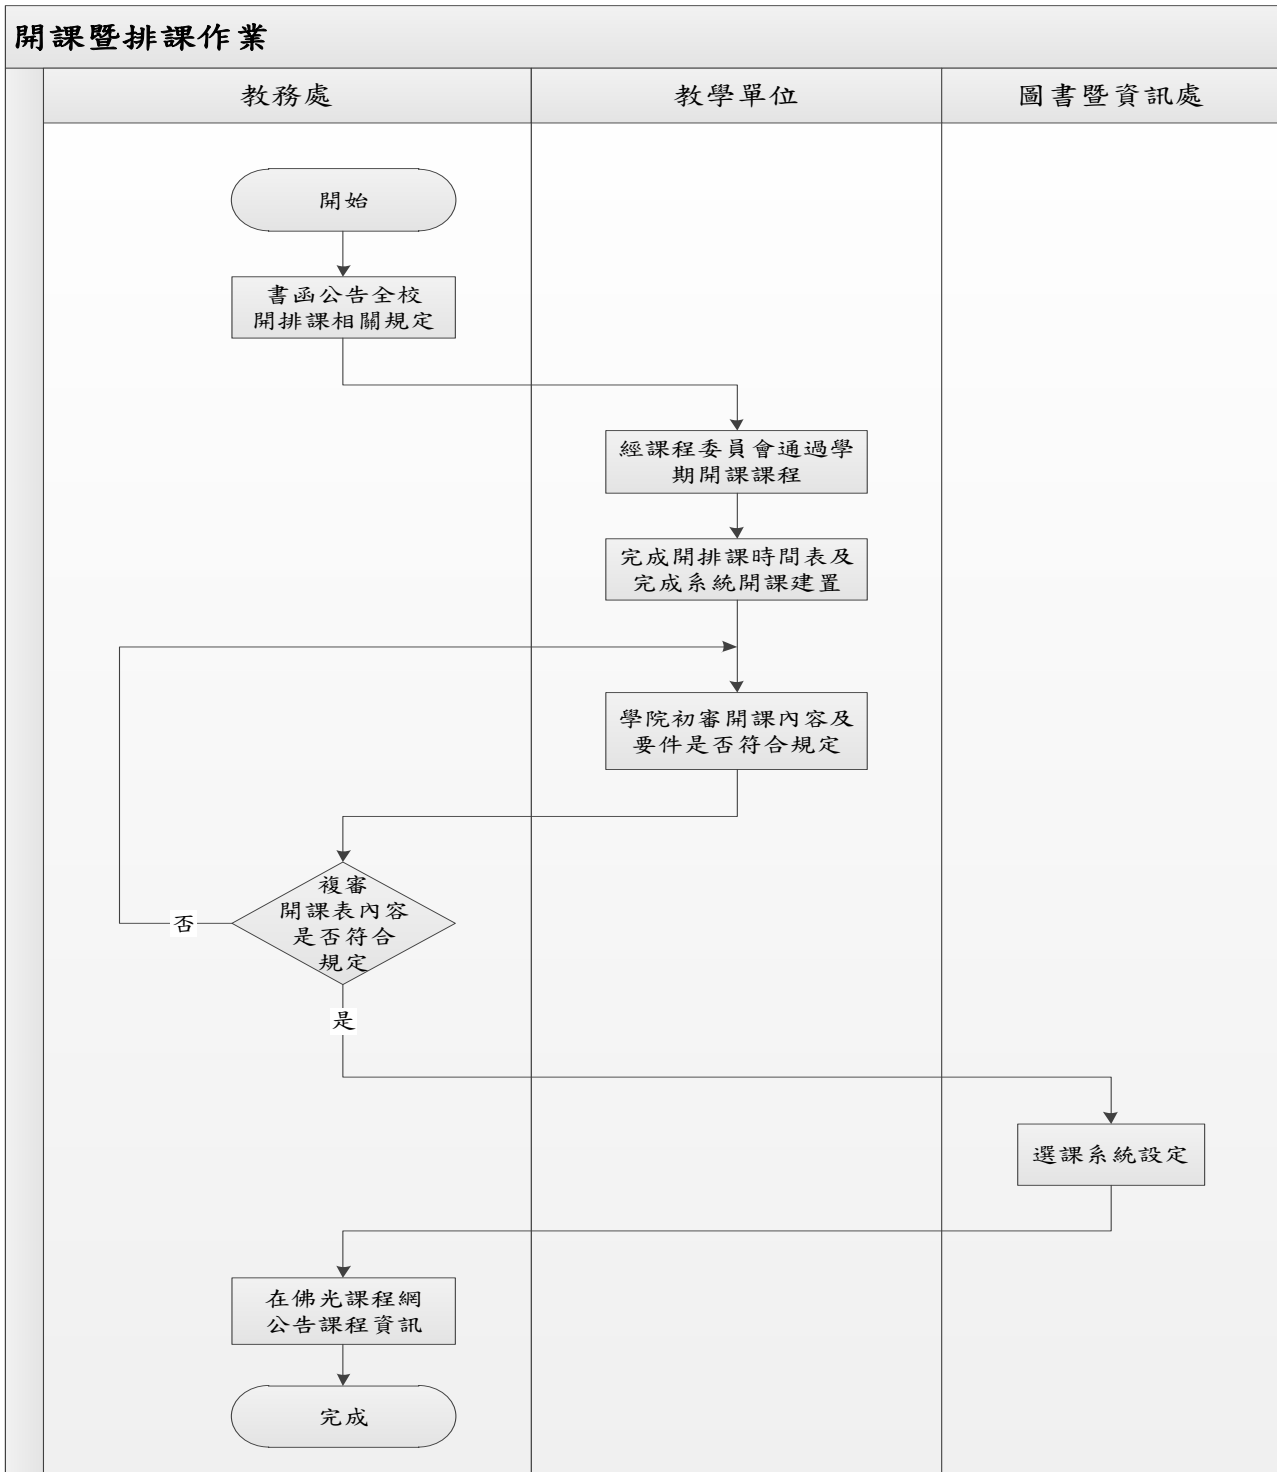 開課暨排課作業
教務處
教學單位
圖書暨資訊處
開始
書函公告全校
開排課相關規定
經課程委員會通過學
期開課課程
完成開排課時間表及
完成系統開課建置
學院初審開課內容及
要件是否符合規定
複審
開課表內容
是否符合
規定
否
是
選課系統設定
在佛光課程網
公告課程資訊
完成